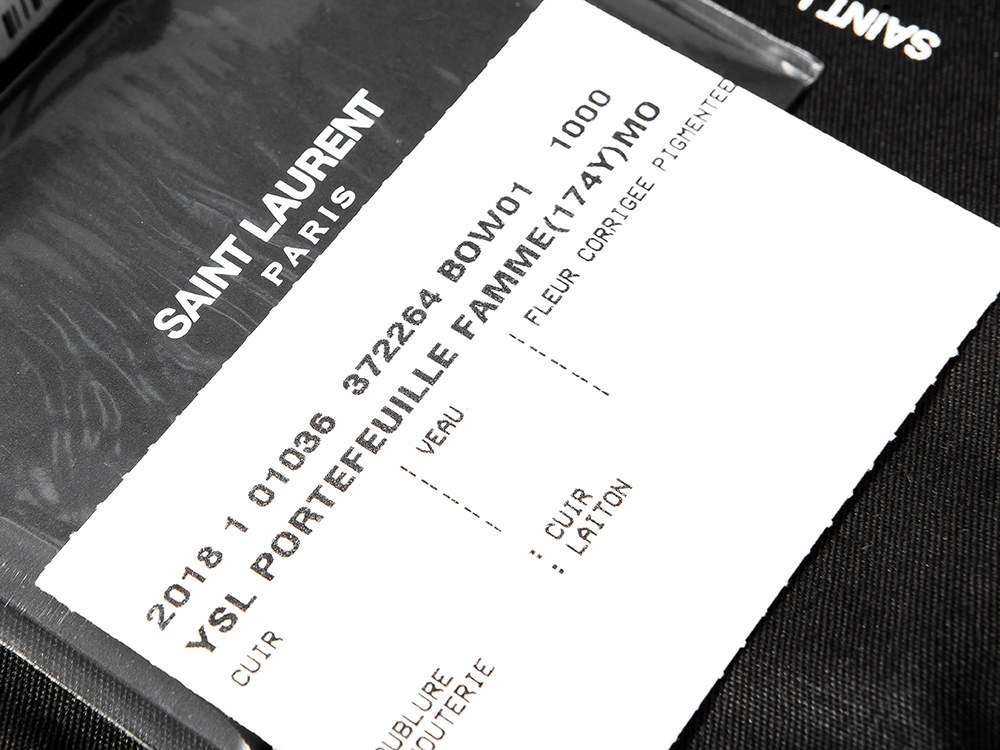 SAINT LAURENT
PARIS
SAINT
2018 1 01036 372264 BOW01 1000
YSL PORTEFEUILLE FAMME(174Y)MO
CUIR VEAU FLEUR CORRIGEE PIGMENTEE
OUBLURE : CUIR
OUTERIE : LAITON